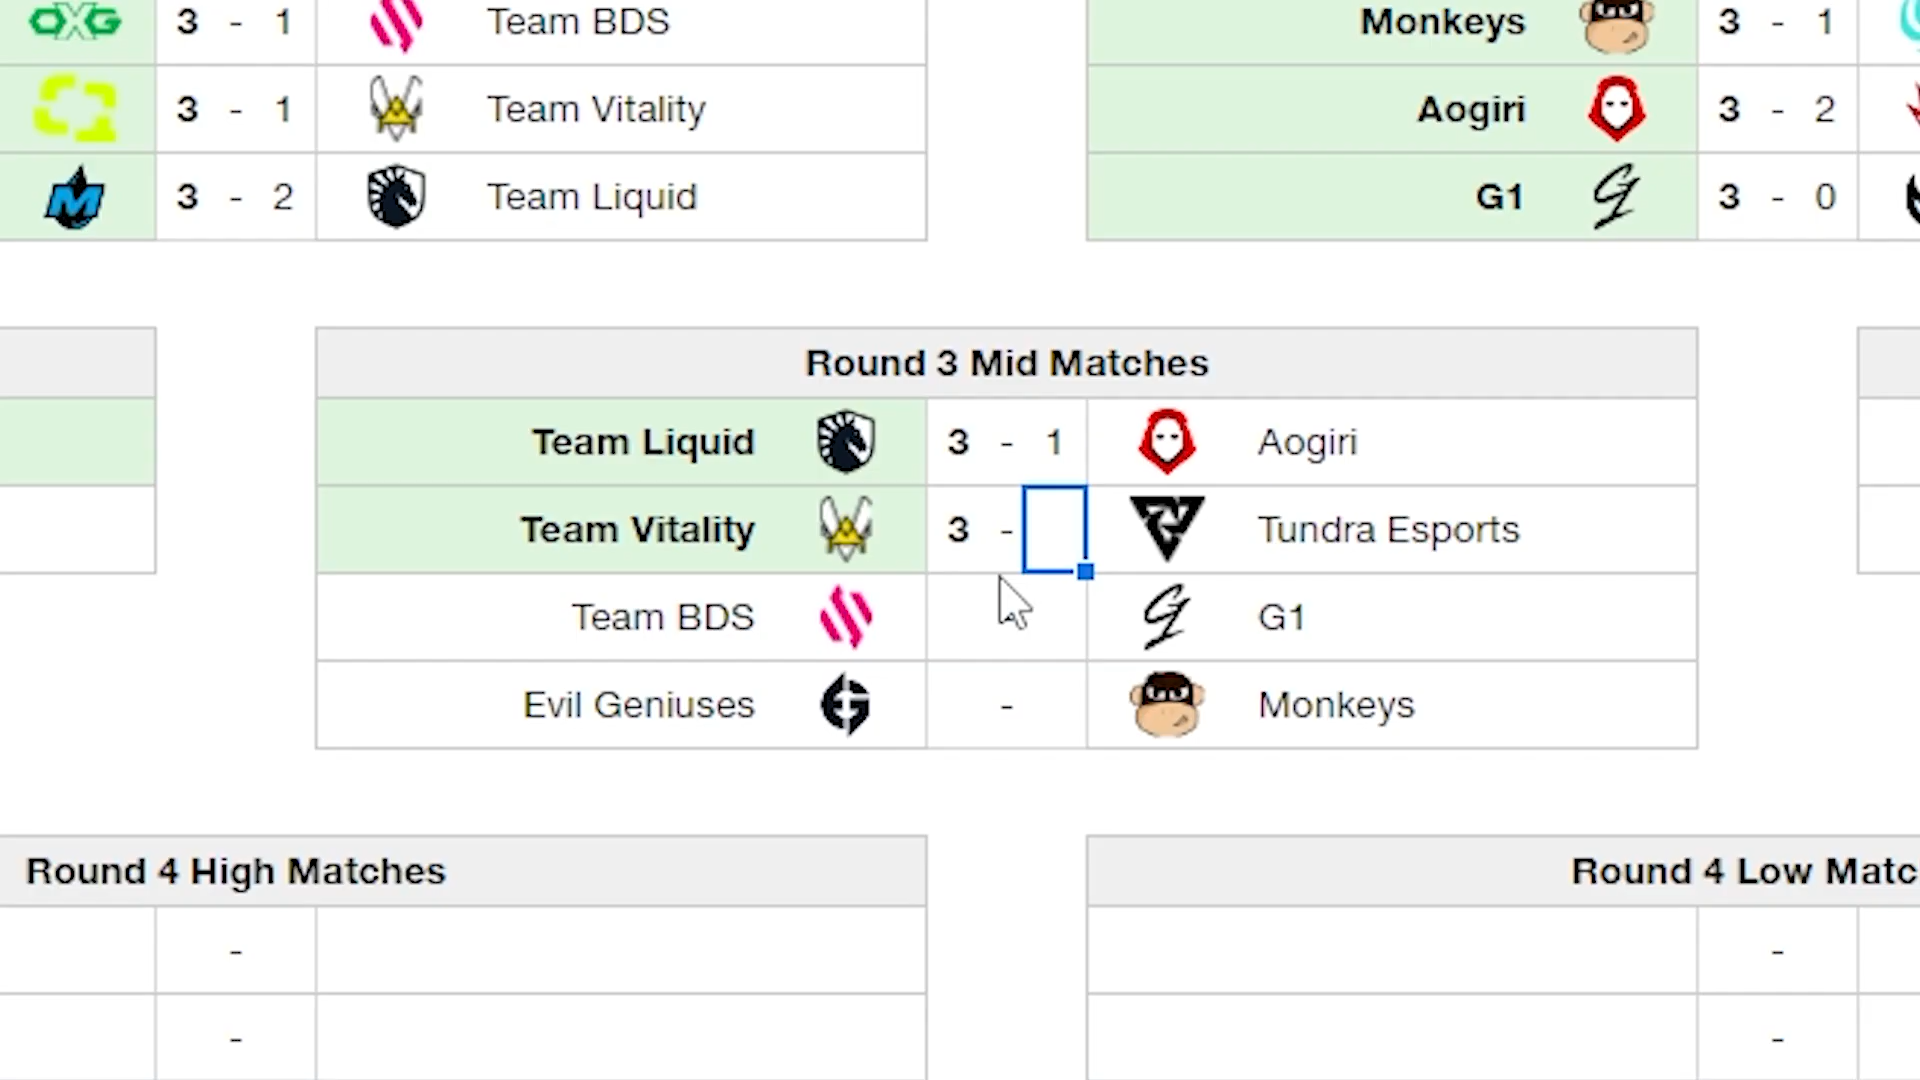 OXG 3 - 1 Team BDS
3 - 1 Team Vitality
M 3 - 2 Team Liquid
Monkeys 3 - 1
Aogiri 3 - 2
G1 3 - 0
Round 3 Mid Matches
Team Liquid 3 - 1 Aogiri
Team Vitality 3 - Tundra Esports
Team BDS G1
Evil Geniuses - Monkeys
Round 4 High Matches
-
-
Round 4 Low Matc
-
-